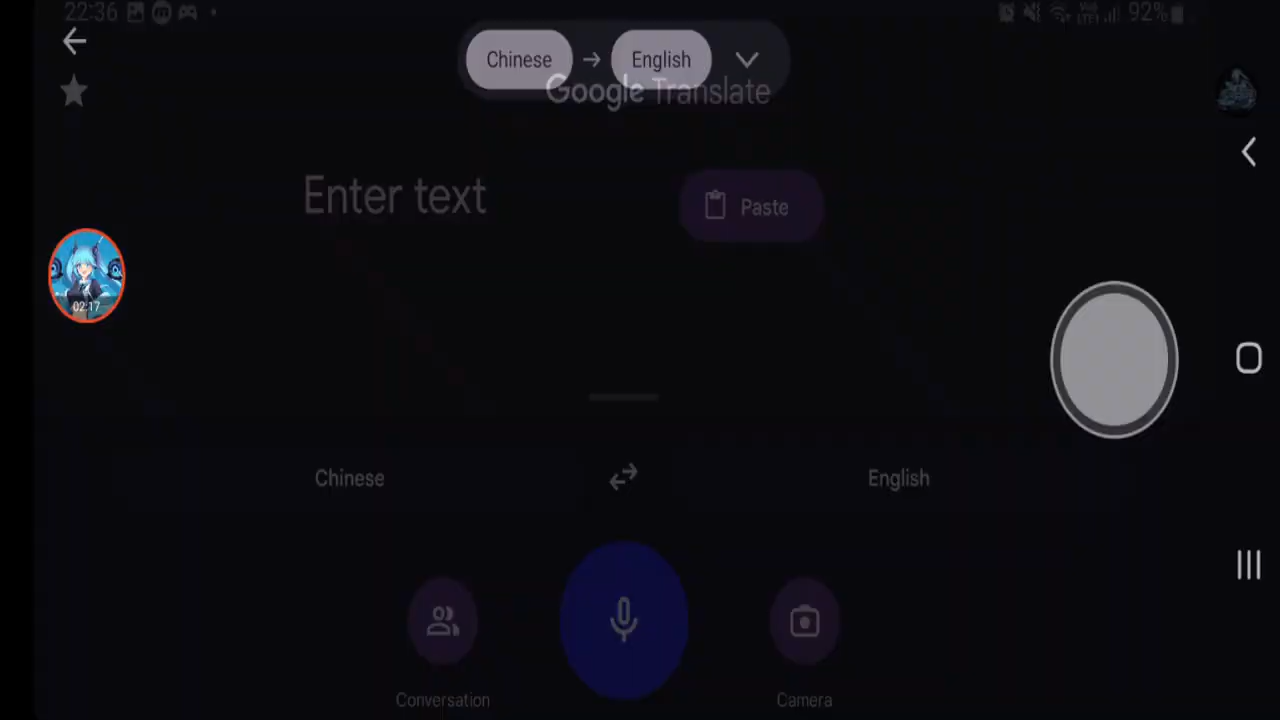 22:36
92%
Chinese → English
Google Translate
Enter text
Paste
02:17
Chinese
English
Conversation
Camera